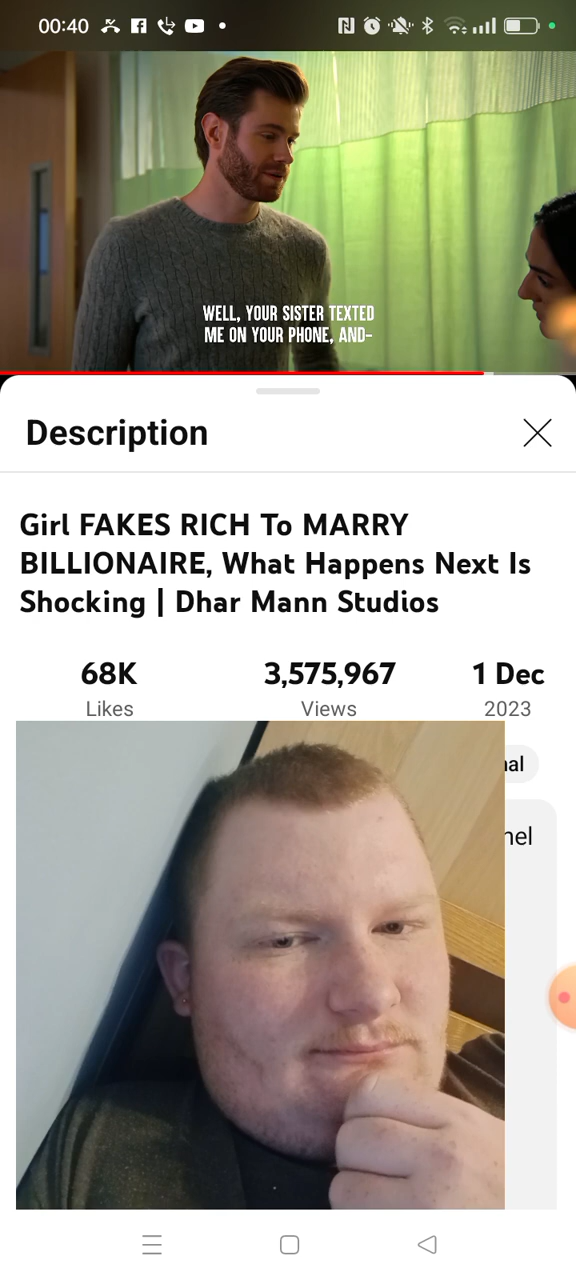 00:40
WELL, YOUR SISTER TEXTED
ME ON YOUR PHONE, AND-
Description
Girl FAKES RICH To MARRY
BILLIONAIRE, What Happens Next Is
Shocking | Dhar Mann Studios
68K 3,575,967 1 Dec
Likes Views 2023